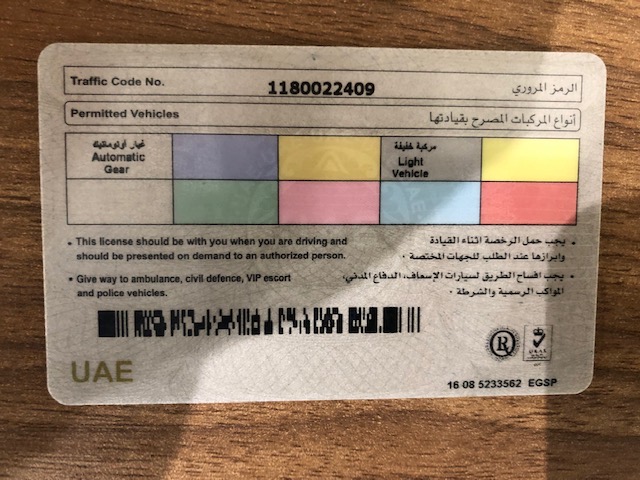 Traffic Code No. 1180022409 الرمز المروري
Permitted Vehicles أنواع المركبات المصرح بقيادتها
غيار أوتوماتيك مركبة خفيفة
Automatic Light
Gear Vehicle
• This license should be with you when you are driving and
should be presented on demand to an authorized person.
• يجب حمل الرخصة اثناء القيادة
وابرازها عند الطلب للجهات المختصة •
• Give way to ambulance, civil defence, VIP escort
and police vehicles.
• يجب افساح الطريق لسيارات الإسعاف، الدفاع المدني،
المواكب الرسمية والشرطة •
R UKAS
UAE
16 08 5233562 EGSP